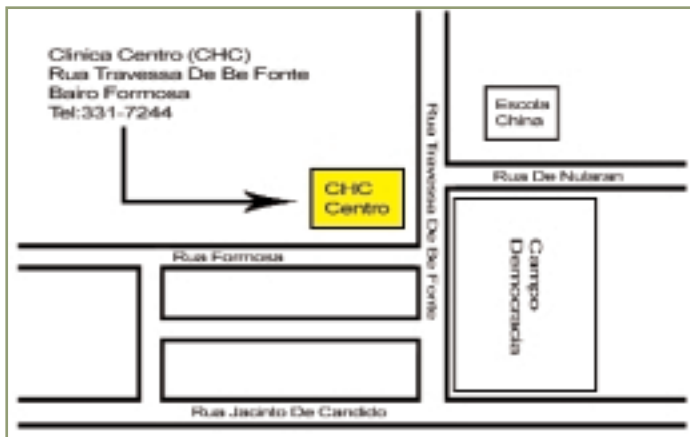 Clinica Centro (CHC)
Rua Travessa De Be Fonte
Bairo Formosa
Tel:331-7244
Escola
China
Rua Travessa De Be Fonte
Rua De Nularan
CHC
Centro
Rua Formosa
Campo
Democracia
Rua Jacinto De Candido